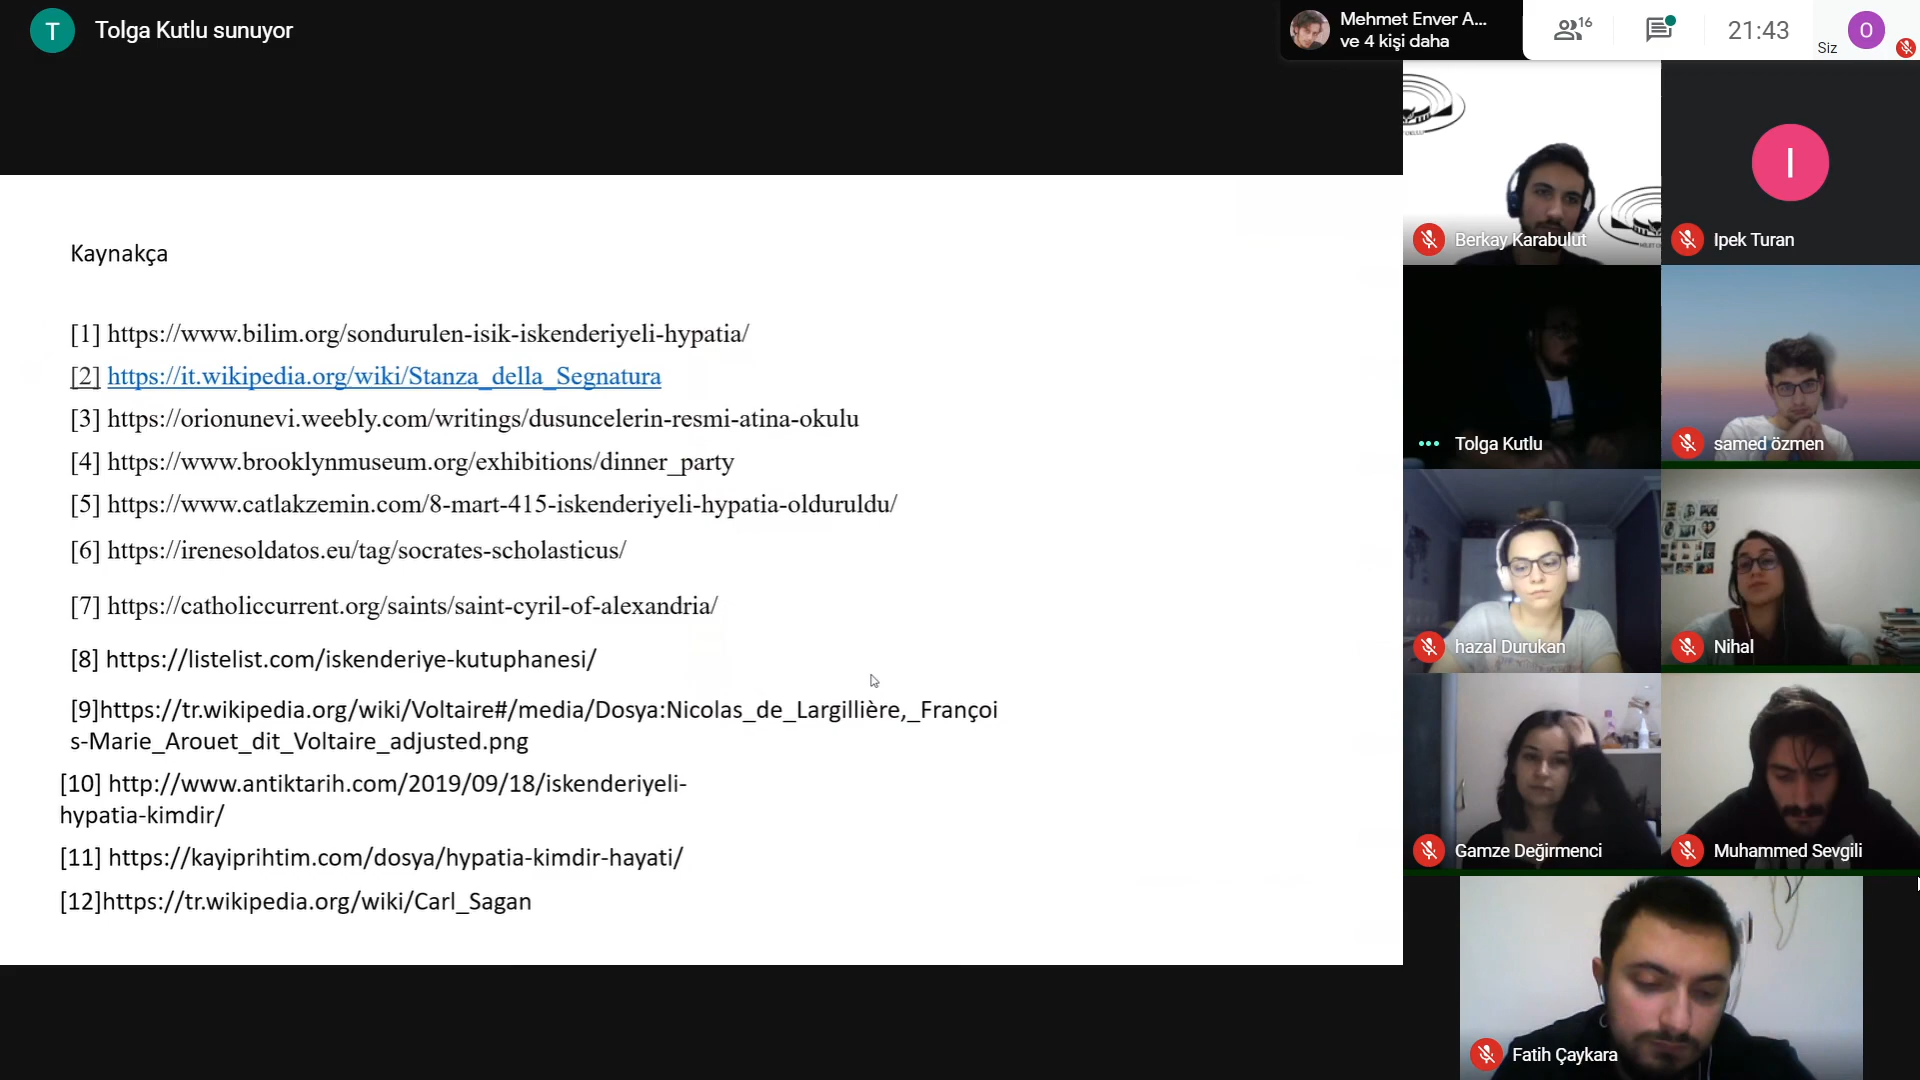 T
Tolga Kutlu sunuyor
Mehmet Enver A...
ve 4 kişi daha
16
21:43
Siz
O
Kaynakça
[1] https://www.bilim.org/sondurulen-isik-iskenderiyeli-hypatia/
[2] https://it.wikipedia.org/wiki/Stanza_della_Segnatura
[3] https://orionunevi.weebly.com/writings/dusuncelerin-resmi-atina-okulu
[4] https://www.brooklynmuseum.org/exhibitions/dinner_party
[5] https://www.catlakzemin.com/8-mart-415-iskenderiyeli-hypatia-olduruldu/
[6] https://irenesoldatos.eu/tag/socrates-scholasticus/
[7] https://catholiccurrent.org/saints/saint-cyril-of-alexandria/
[8] https://listelist.com/iskenderiye-kutuphanesi/
[9]https://tr.wikipedia.org/wiki/Voltaire#/media/Dosya:Nicolas_de_Largillière,_Françoi
s-Marie_Arouet_dit_Voltaire_adjusted.png
[10] http://www.antiktarih.com/2019/09/18/iskenderiyeli-
hypatia-kimdir/
[11] https://kayiprihtim.com/dosya/hypatia-kimdir-hayati/
[12]https://tr.wikipedia.org/wiki/Carl_Sagan
Berkay Karabulut
I
Ipek Turan
Tolga Kutlu
samed özmen
hazal Durukan
Nihal
Gamze Değirmenci
Muhammed Sevgili
Fatih Çaykara